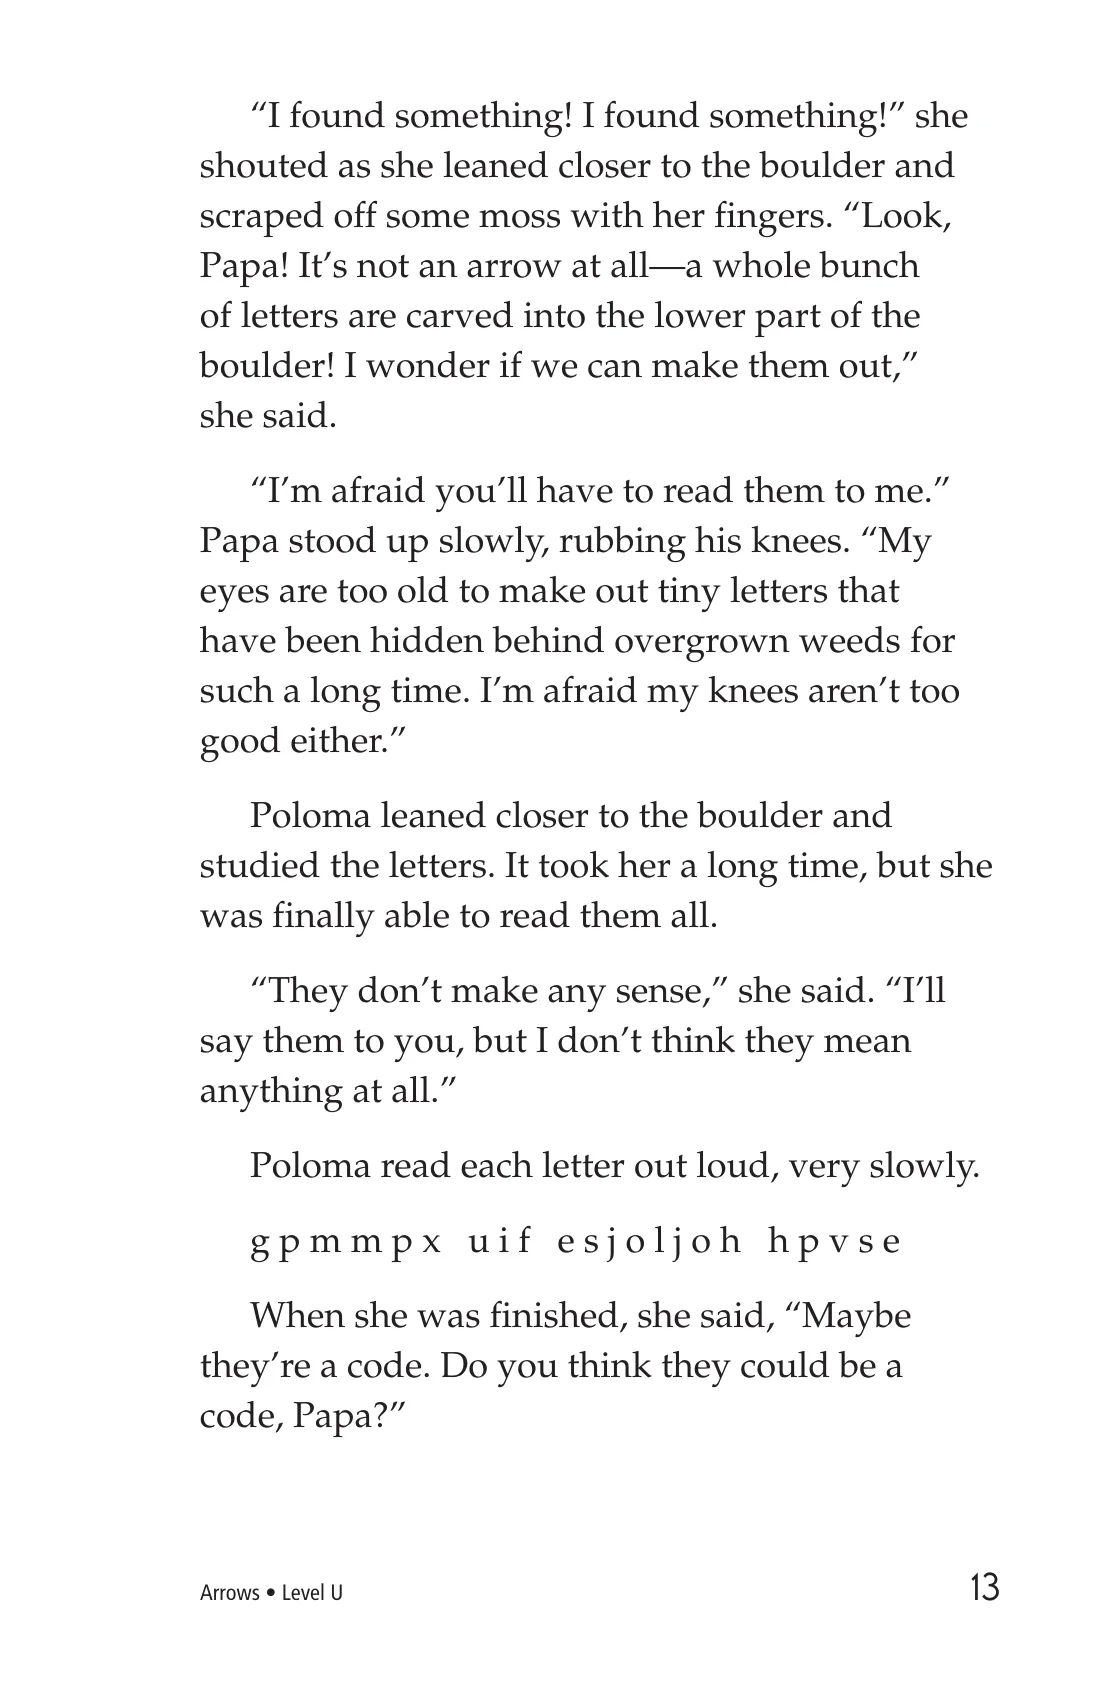 “I found something! I found something!” she
shouted as she leaned closer to the boulder and
scraped off some moss with her fingers. “Look,
Papa! It’s not an arrow at all—a whole bunch
of letters are carved into the lower part of the
boulder! I wonder if we can make them out,”
she said.
“I’m afraid you’ll have to read them to me.”
Papa stood up slowly, rubbing his knees. “My
eyes are too old to make out tiny letters that
have been hidden behind overgrown weeds for
such a long time. I’m afraid my knees aren’t too
good either.”
Poloma leaned closer to the boulder and
studied the letters. It took her a long time, but she
was finally able to read them all.
“They don’t make any sense,” she said. “I’ll
say them to you, but I don’t think they mean
anything at all.”
Poloma read each letter out loud, very slowly.
g p m m p x   u i f   e s j o l j o h   h p v s e
When she was finished, she said, “Maybe
they’re a code. Do you think they could be a
code, Papa?”
Arrows • Level U 13